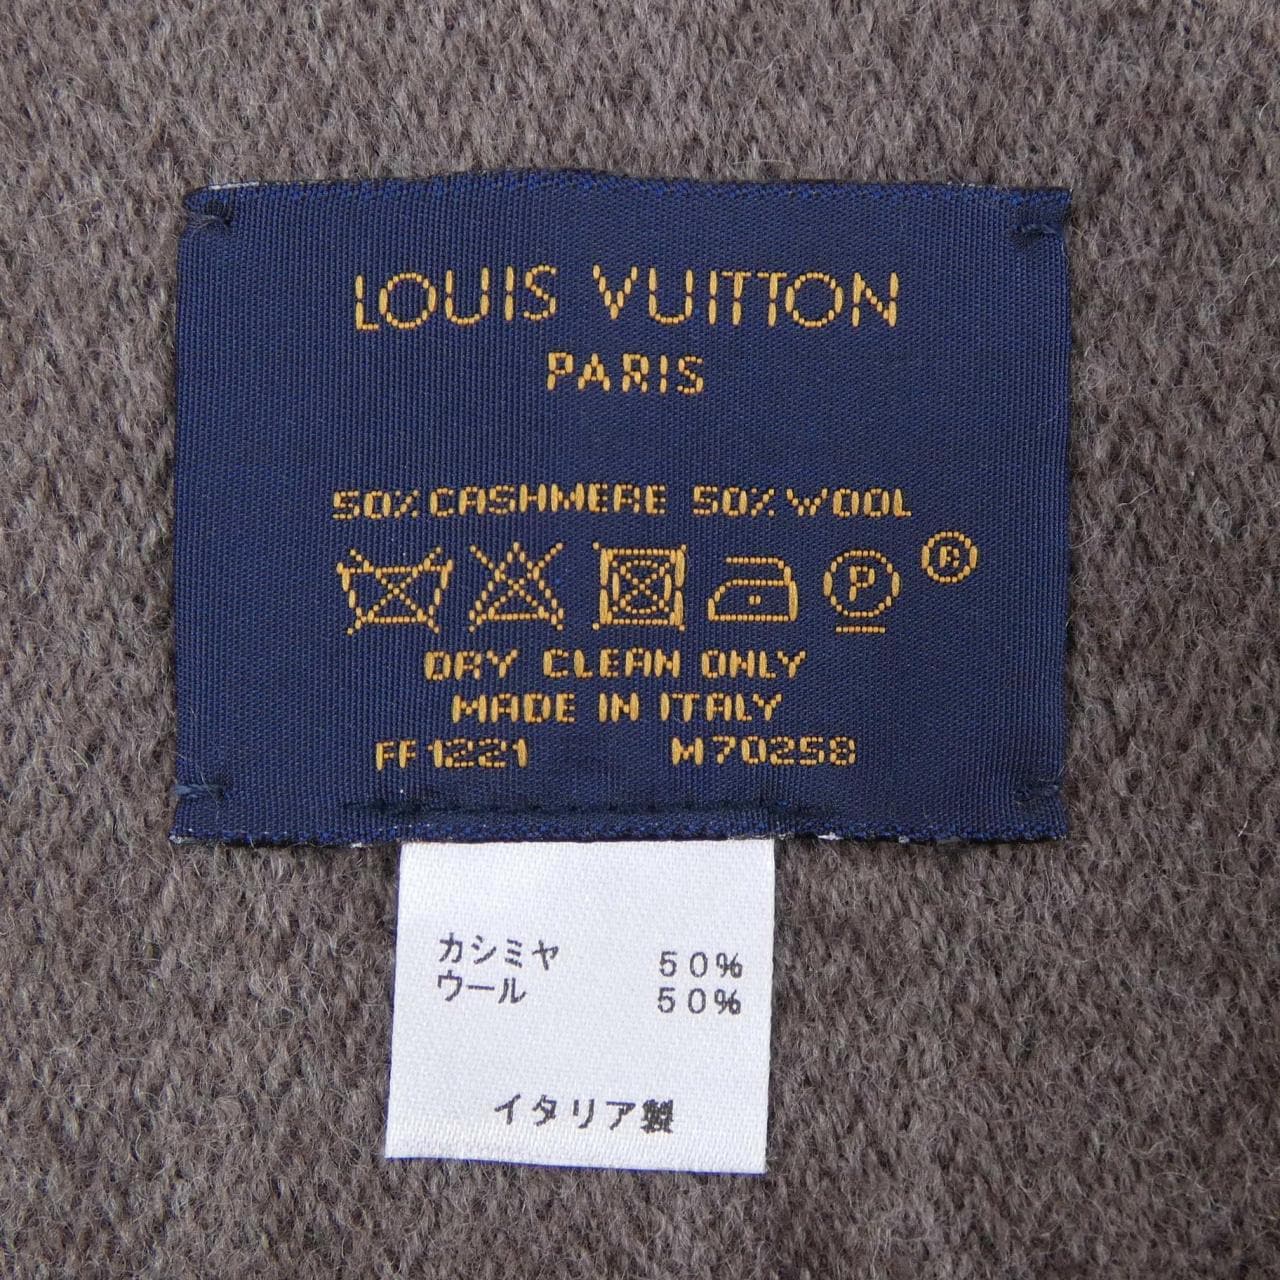 LOUIS VUITTON
PARIS
50% CASHMERE 50% WOOL
P
®
DRY CLEAN ONLY
MADE IN ITALY
FF1221 M70258
カシミヤ 50%
ウール 50%
イタリア製